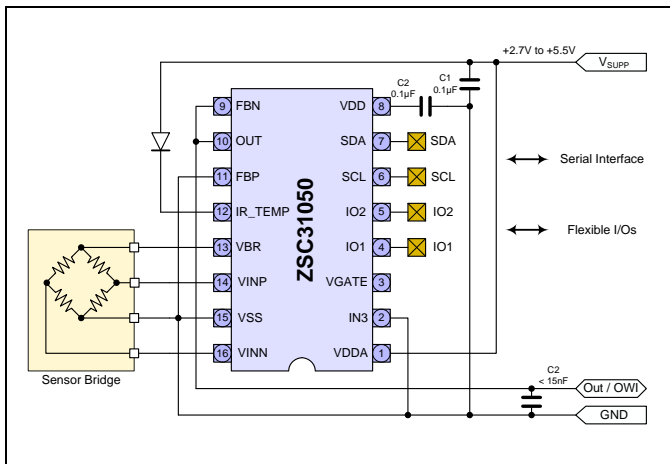 +2.7V to +5.5V
V_SUPP
C2
0.1µF
C1
0.1µF
9 FBN
VDD 8
10 OUT
SDA 7 SDA
11 FBP
SCL 6 SCL
12 IR_TEMP
IO2 5 IO2
13 VBR
IO1 4 IO1
14 VINP
VGATE 3
15 VSS
IN3 2
16 VINN
VDDA 1
ZSC31050
Serial Interface
Flexible I/Os
Sensor Bridge
C2
< 15nF
Out / OWI
GND